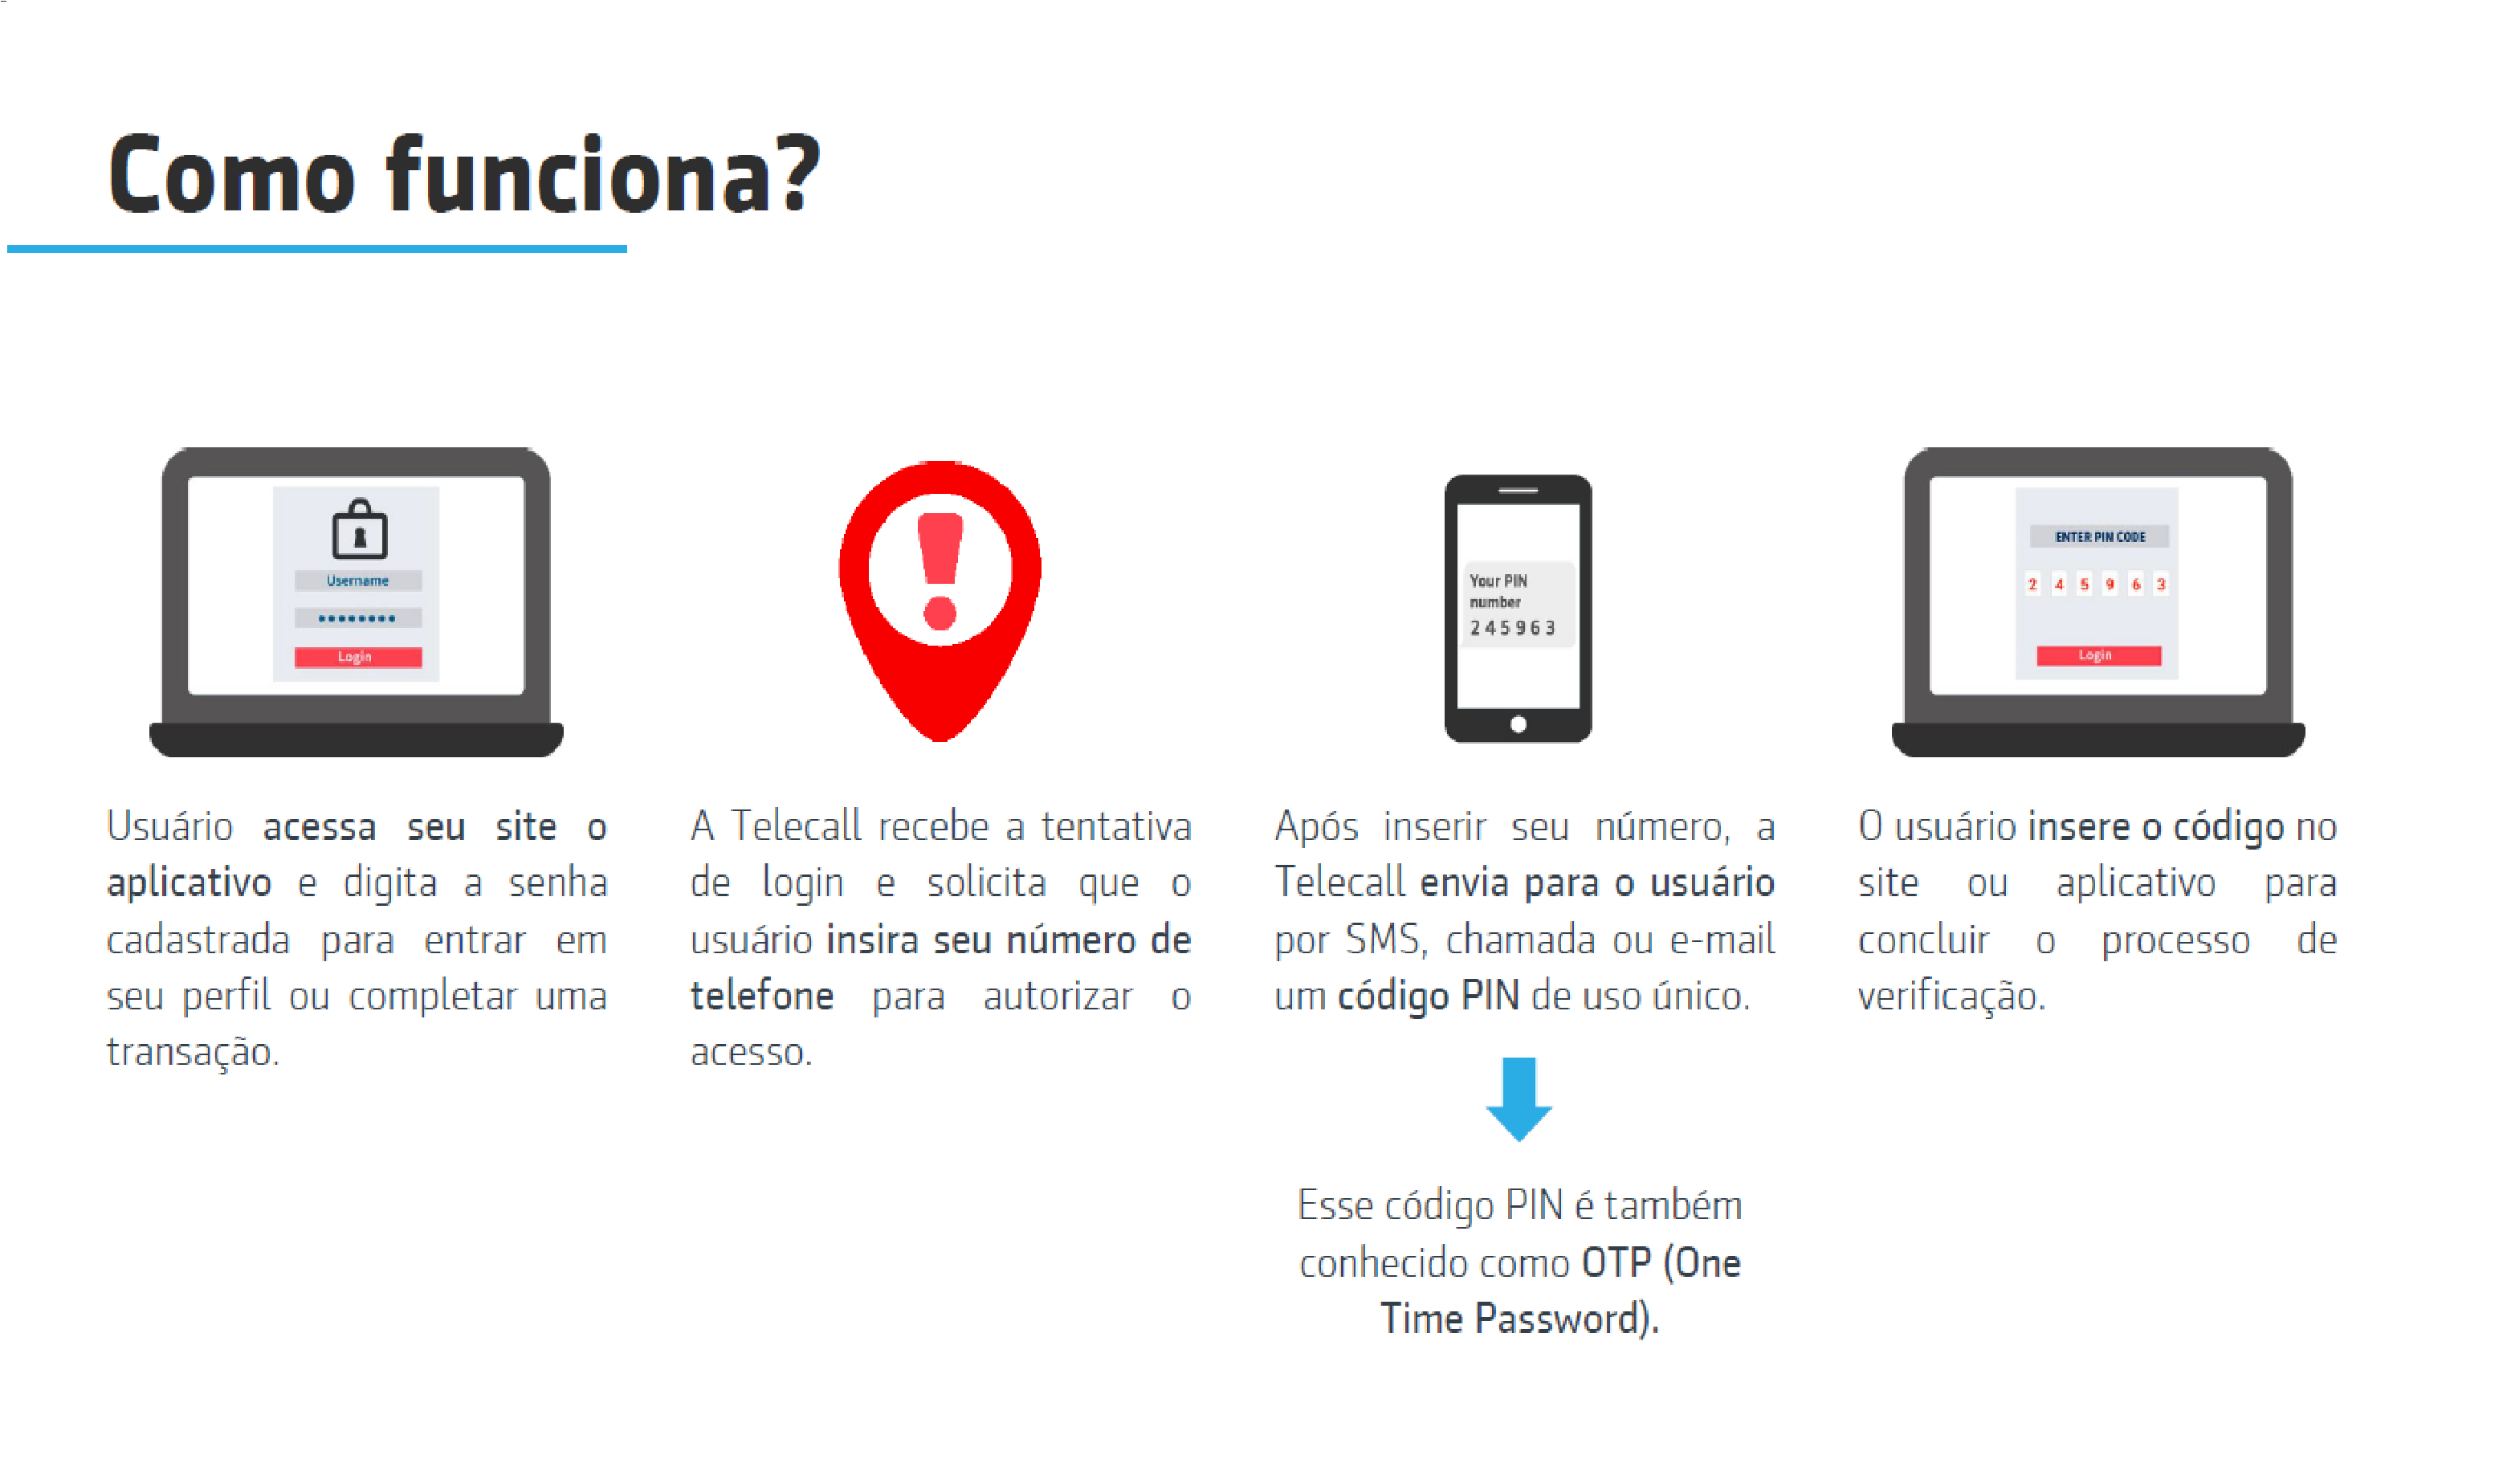 Como funciona?
Username
Login
Your PIN
number
2 4 5 9 6 3
ENTER PIN CODE
2 4 5 9 6 3
Login
Usuário acessa seu site o
aplicativo e digita a senha
cadastrada para entrar em
seu perfil ou completar uma
transação.
A Telecall recebe a tentativa
de login e solicita que o
usuário insira seu número de
telefone para autorizar o
acesso.
Após inserir seu número, a
Telecall envia para o usuário
por SMS, chamada ou e-mail
um código PIN de uso único.
Esse código PIN é também
conhecido como OTP (One
Time Password).
O usuário insere o código no
site ou aplicativo para
concluir o processo de
verificação.